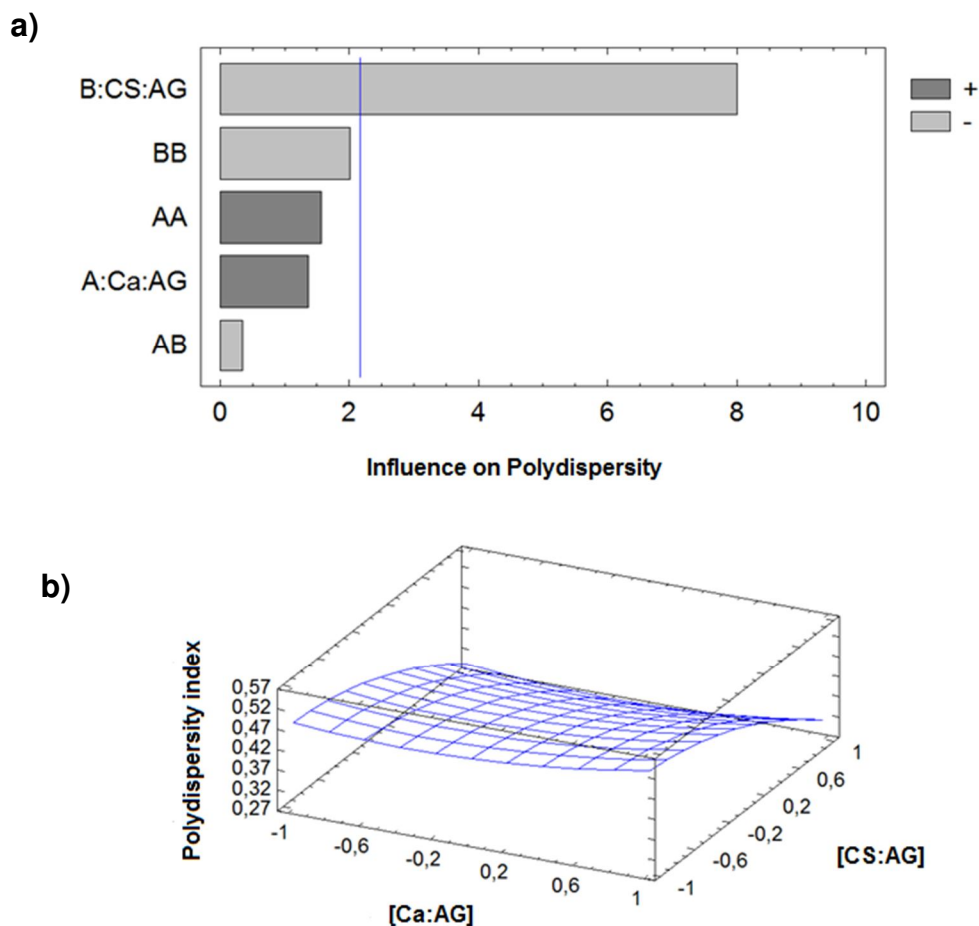 a)
B:CS:AG
BB
AA
A:Ca:AG
AB
+
-
0 2 4 6 8 10
Influence on Polydispersity
b)
Polydispersity index
0,57
0,52
0,47
0,42
0,37
0,32
0,27
-1 -0,6 -0,2 0,2 0,6 1
[Ca:AG]
-1 -0,6 -0,2 0,2 0,6 1
[CS:AG]